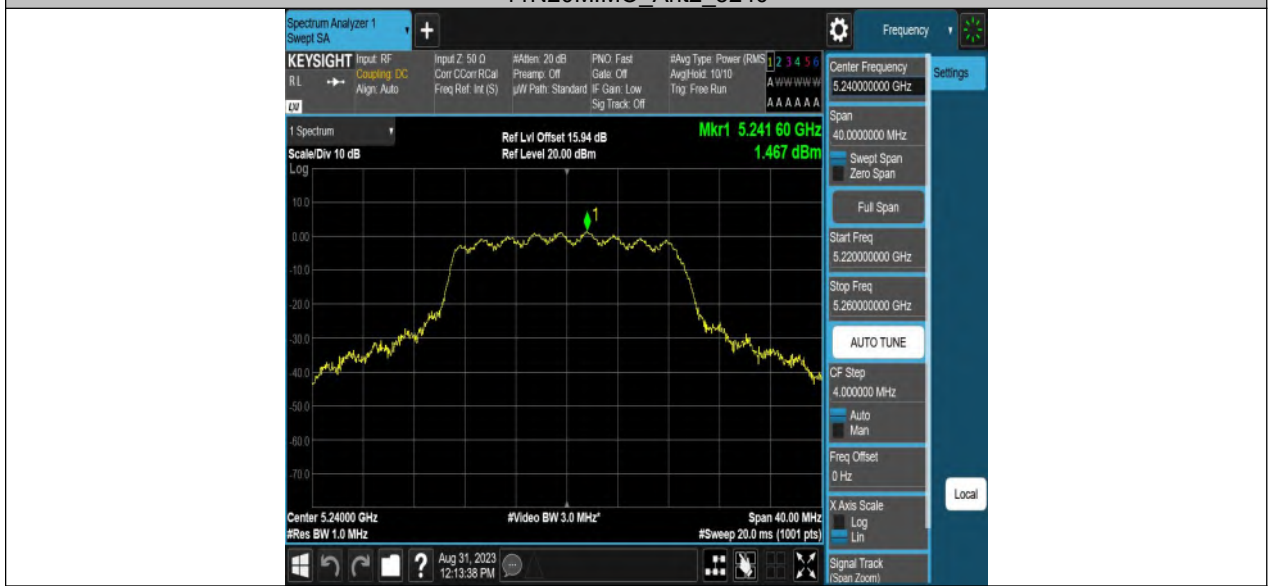 Spectrum Analyzer 1
Swept SA
+
Frequency
KEYSIGHT
RL
LXI
Input: RF
Coupling: DC
Align: Auto
Input Z: 50 Ω
Corr CCorr RCal
Freq Ref: Int (S)
#Atten: 20 dB
Preamp: Off
µW Path: Standard
PNO: Fast
Gate: Off
IF Gain: Low
Sig Track: Off
#Avg Type: Power (RMS
Avg|Hold: 10/10
Trig: Free Run
1 2 3 4 5 6
A W W W W W
A A A A A A
1 Spectrum
Scale/Div 10 dB
Log
Ref Lvl Offset 15.94 dB
Ref Level 20.00 dBm
Mkr1 5.241 60 GHz
1.467 dBm
1
10.0
0.00
-10.0
-20.0
-30.0
-40.0
-50.0
-60.0
-70.0
Center 5.24000 GHz
#Res BW 1.0 MHz
#Video BW 3.0 MHz*
Span 40.00 MHz
#Sweep 20.0 ms (1001 pts)
Center Frequency
5.240000000 GHz
Settings
Span
40.0000000 MHz
Swept Span
Zero Span
Full Span
Start Freq
5.220000000 GHz
Stop Freq
5.260000000 GHz
AUTO TUNE
CF Step
4.000000 MHz
Auto
Man
Freq Offset
0 Hz
X Axis Scale
Log
Lin
Local
Signal Track
(Span Zoom)
?
Aug 31, 2023
12:13:38 PM